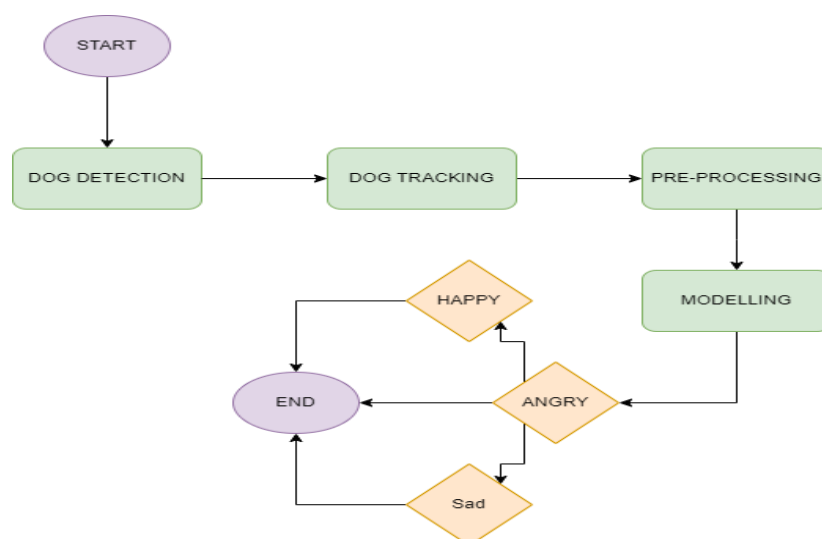 START
DOG DETECTION
DOG TRACKING
PRE-PROCESSING
MODELLING
HAPPY
ANGRY
END
Sad